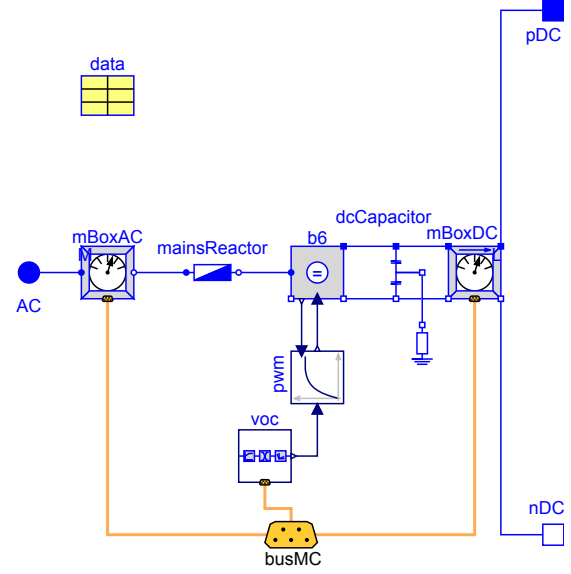 pDC
data
dcCapacitor
mBoxAC
mainsReactor
b6
mBoxDC
M
L
=
AC
pwm
voc
nDC
busMC